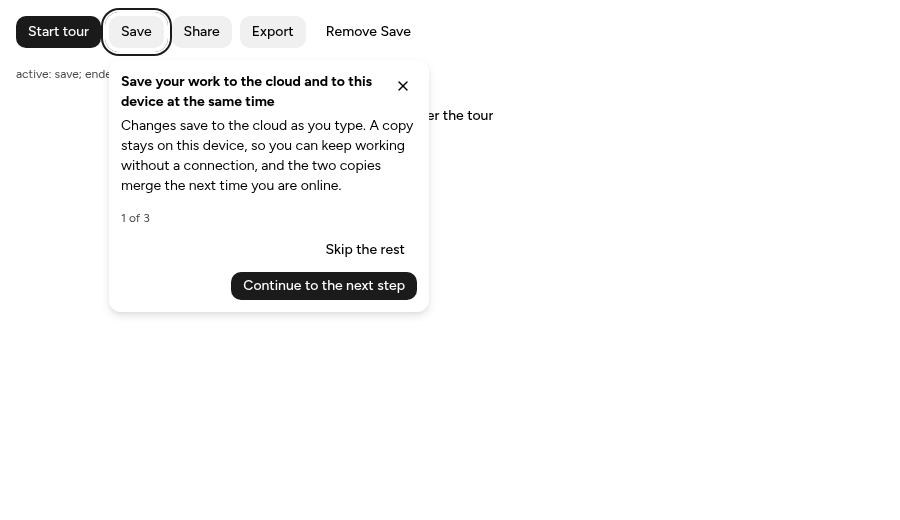 Start tour Save Share Export Remove Save
active: save;
Save your work to the cloud and to this
device at the same time
the tour
Changes save to the cloud as you type. A copy
stays on this device, so you can keep working
without a connection, and the two copies
merge the next time you are online.
1 of 3
Skip the rest
Continue to the next step